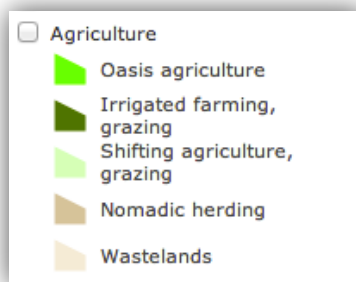 Agriculture
Oasis agriculture
Irrigated farming,
grazing
Shifting agriculture,
grazing
Nomadic herding
Wastelands